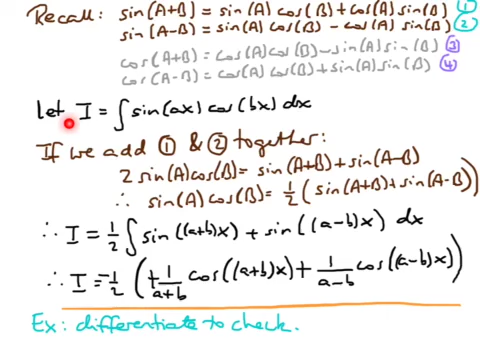 Recall: sin(A+B) = sin(A) cos(B) + cos(A) sin(B) ①
sin(A-B) = sin(A) cos(B) - cos(A) sin(B) ②
cos(A+B) = cos(A) cos(B) - sin(A) sin(B) ③
cos(A-B) = cos(A) cos(B) + sin(A) sin(B) ④
let I = ∫ sin(ax) cos(bx) dx
If we add ① & ② together:
2 sin(A)cos(B) = sin(A+B) + sin(A-B)
∴ sin(A) cos(B) = 1/2 (sin(A+B) + sin(A-B))
∴ I = 1/2 ∫ sin((a+b)x) + sin((a-b)x) dx
∴ I = -1/2 (+1/(a+b) cos((a+b)x) + 1/(a-b) cos((a-b)x))
Ex: differentiate to check.